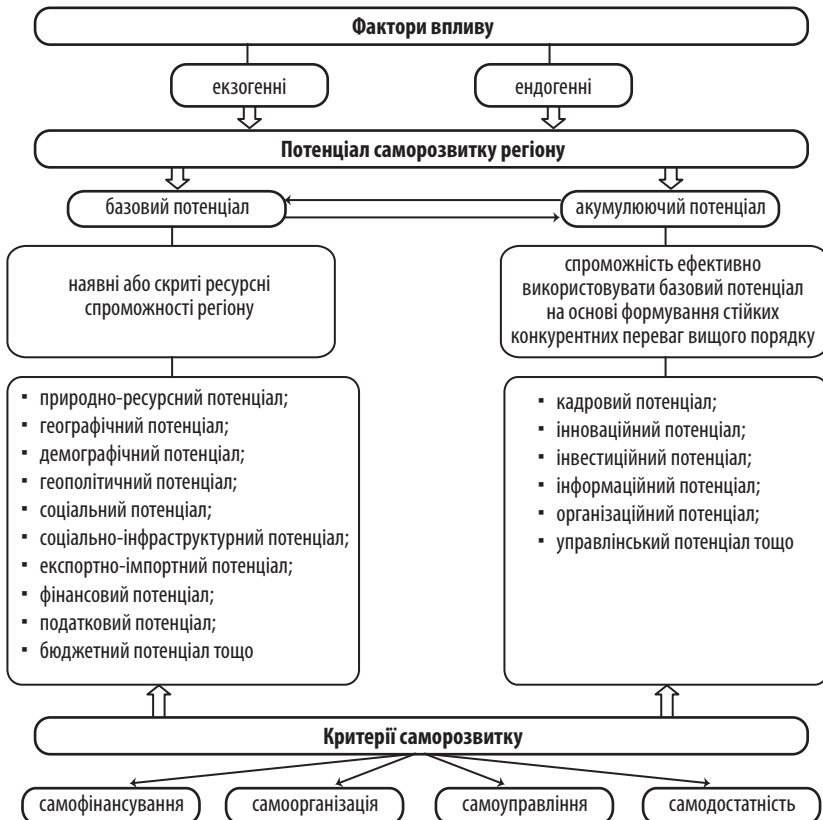 Фактори впливу
екзогенні
ендогенні
Потенціал саморозвитку регіону
базовий потенціал
акумулюючий потенціал
наявні або скриті ресурсні
спроможності регіону
спроможність ефективно
використовувати базовий потенціал
на основі формування стійких
конкурентних переваг вищого порядку
▪ природно-ресурсний потенціал;
▪ географічний потенціал;
▪ демографічний потенціал;
▪ геополітичний потенціал;
▪ соціальний потенціал;
▪ соціально-інфраструктурний потенціал;
▪ експортно-імпортний потенціал;
▪ фінансовий потенціал;
▪ податковий потенціал;
▪ бюджетний потенціал тощо
▪ кадровий потенціал;
▪ інноваційний потенціал;
▪ інвестиційний потенціал;
▪ інформаційний потенціал;
▪ організаційний потенціал;
▪ управлінський потенціал тощо
Критерії саморозвитку
самофінансування
самоорганізація
самоуправління
самодостатність